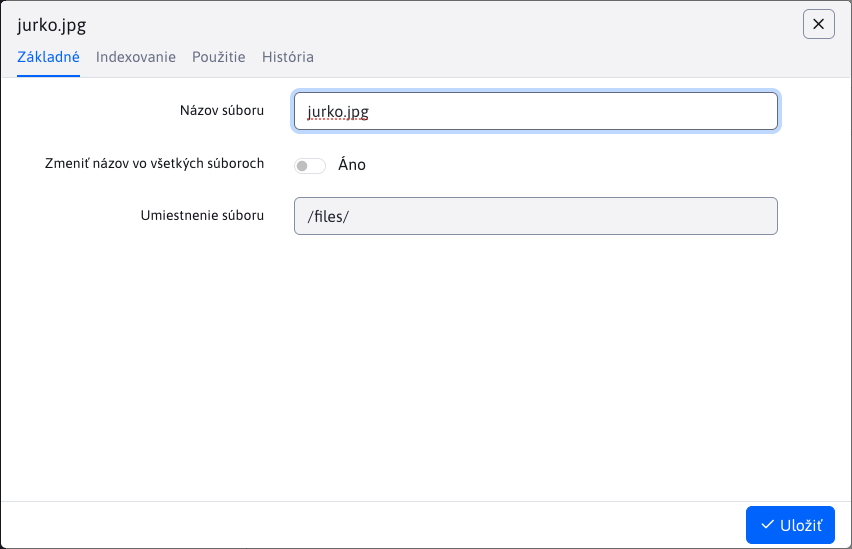 jurko.jpg
Základné Indexovanie Použitie História
Názov súboru jurko.jpg
Zmeniť názov vo všetkých súboroch Áno
Umiestnenie súboru /files/
Uložiť